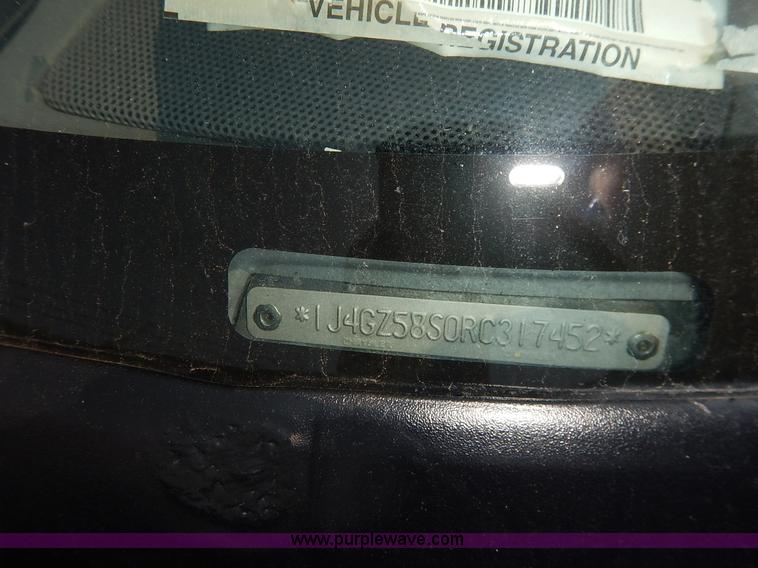 VEHICLE REGISTRATION
*1J4GZ58S0RC317452*
www.purplewave.com